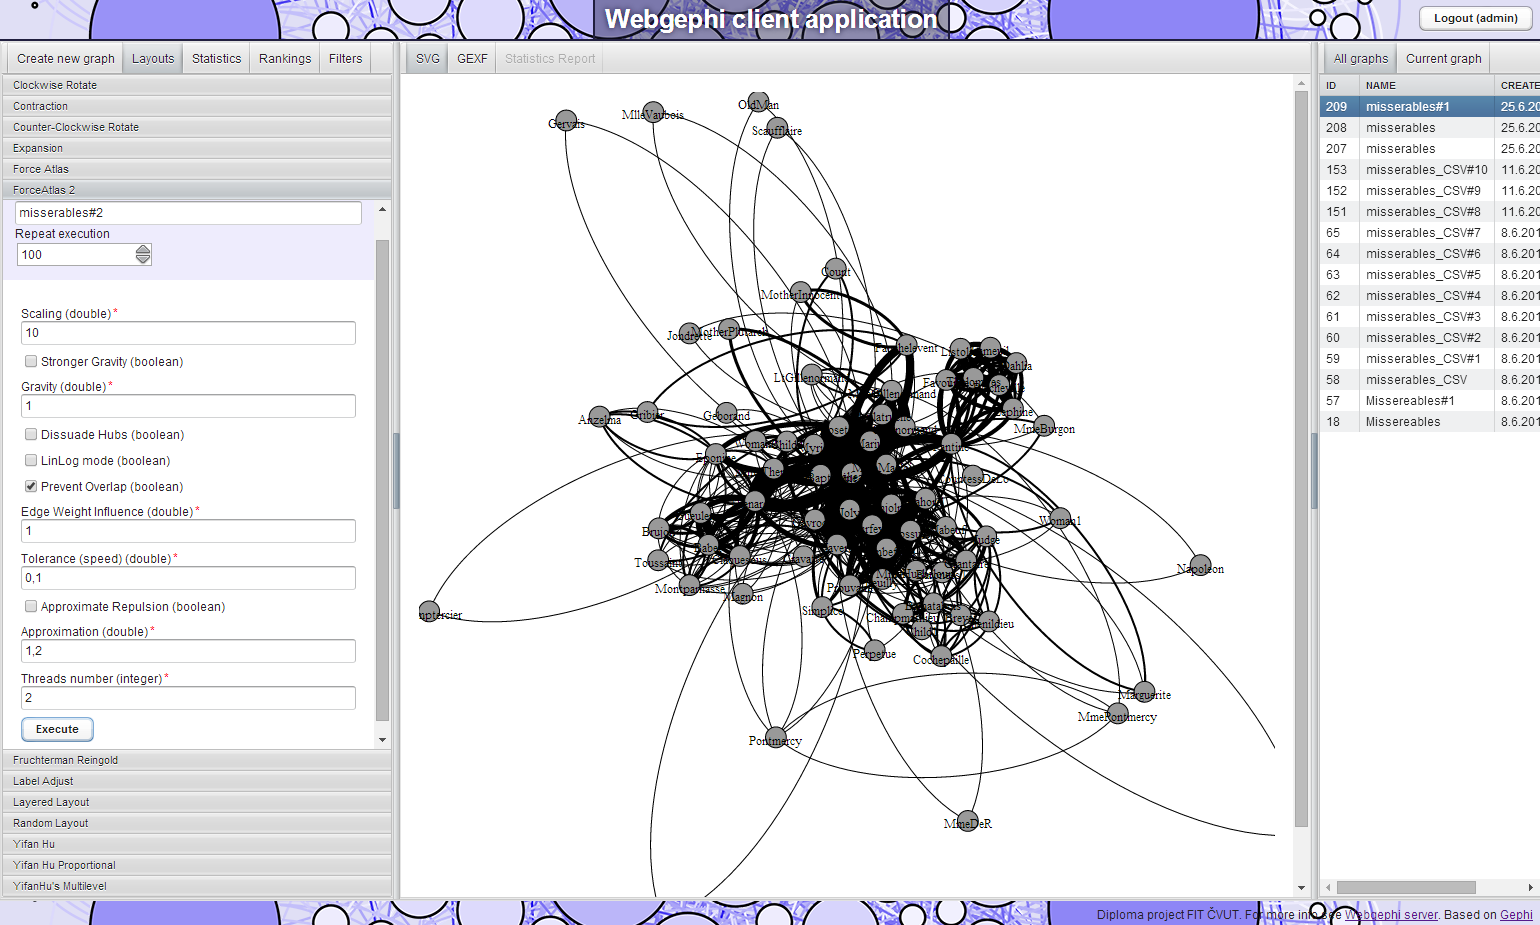 Webgephi client application
Logout (admin)
Create new graph
Layouts
Statistics
Rankings
Filters
SVG
GEXF
Statistics Report
All graphs
Current graph
Clockwise Rotate
Contraction
Counter-Clockwise Rotate
Expansion
Force Atlas
ForceAtlas 2
misserables#2
Repeat execution
100
Scaling (double)*
10
Stronger Gravity (boolean)
Gravity (double)*
1
Dissuade Hubs (boolean)
LinLog mode (boolean)
Prevent Overlap (boolean)
Edge Weight Influence (double)*
1
Tolerance (speed) (double)*
0,1
Approximate Repulsion (boolean)
Approximation (double)*
1,2
Threads number (integer)*
2
Execute
Fruchterman Reingold
Label Adjust
Layered Layout
Random Layout
Yifan Hu
Yifan Hu Proportional
YifanHu's Multilevel
Gervais
MlleVaubois
OldMan
Scaufflaire
Count
MotherInnocent
Jondrette
MotherPlutarch
Fauchelevent
Dahlia
LtGillenormand
Anzelma
Gribier
Geborand
Zephine
MmeBurgon
Eponine
CountessDeLo
Woman1
Brujon
Toussaint
Montparnasse
Magnon
Judge
Napoleon
mptercier
Simplice
Perpetue
Cochepaille
Marguerite
MmePontmercy
Pontmercy
MmeDeR
ID NAME CREATE
209 misserables#1 25.6.20
208 misserables 25.6.20
207 misserables 25.6.20
153 misserables_CSV#10 11.6.20
152 misserables_CSV#9 11.6.20
151 misserables_CSV#8 11.6.20
65 misserables_CSV#7 8.6.201
64 misserables_CSV#6 8.6.201
63 misserables_CSV#5 8.6.201
62 misserables_CSV#4 8.6.201
61 misserables_CSV#3 8.6.201
60 misserables_CSV#2 8.6.201
59 misserables_CSV#1 8.6.201
58 misserables_CSV 8.6.201
57 Missereables#1 8.6.201
18 Missereables 8.6.201
Diploma project FIT ČVUT. For more info see Webgephi server. Based on Gephi